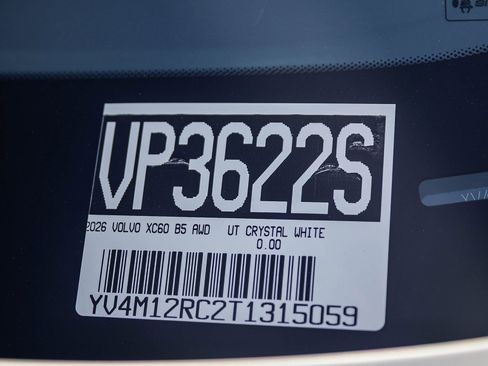 VP3622S
2026 VOLVO XC60 B5 AWD UT CRYSTAL WHITE
0.00
YV4M12RC2T1315059